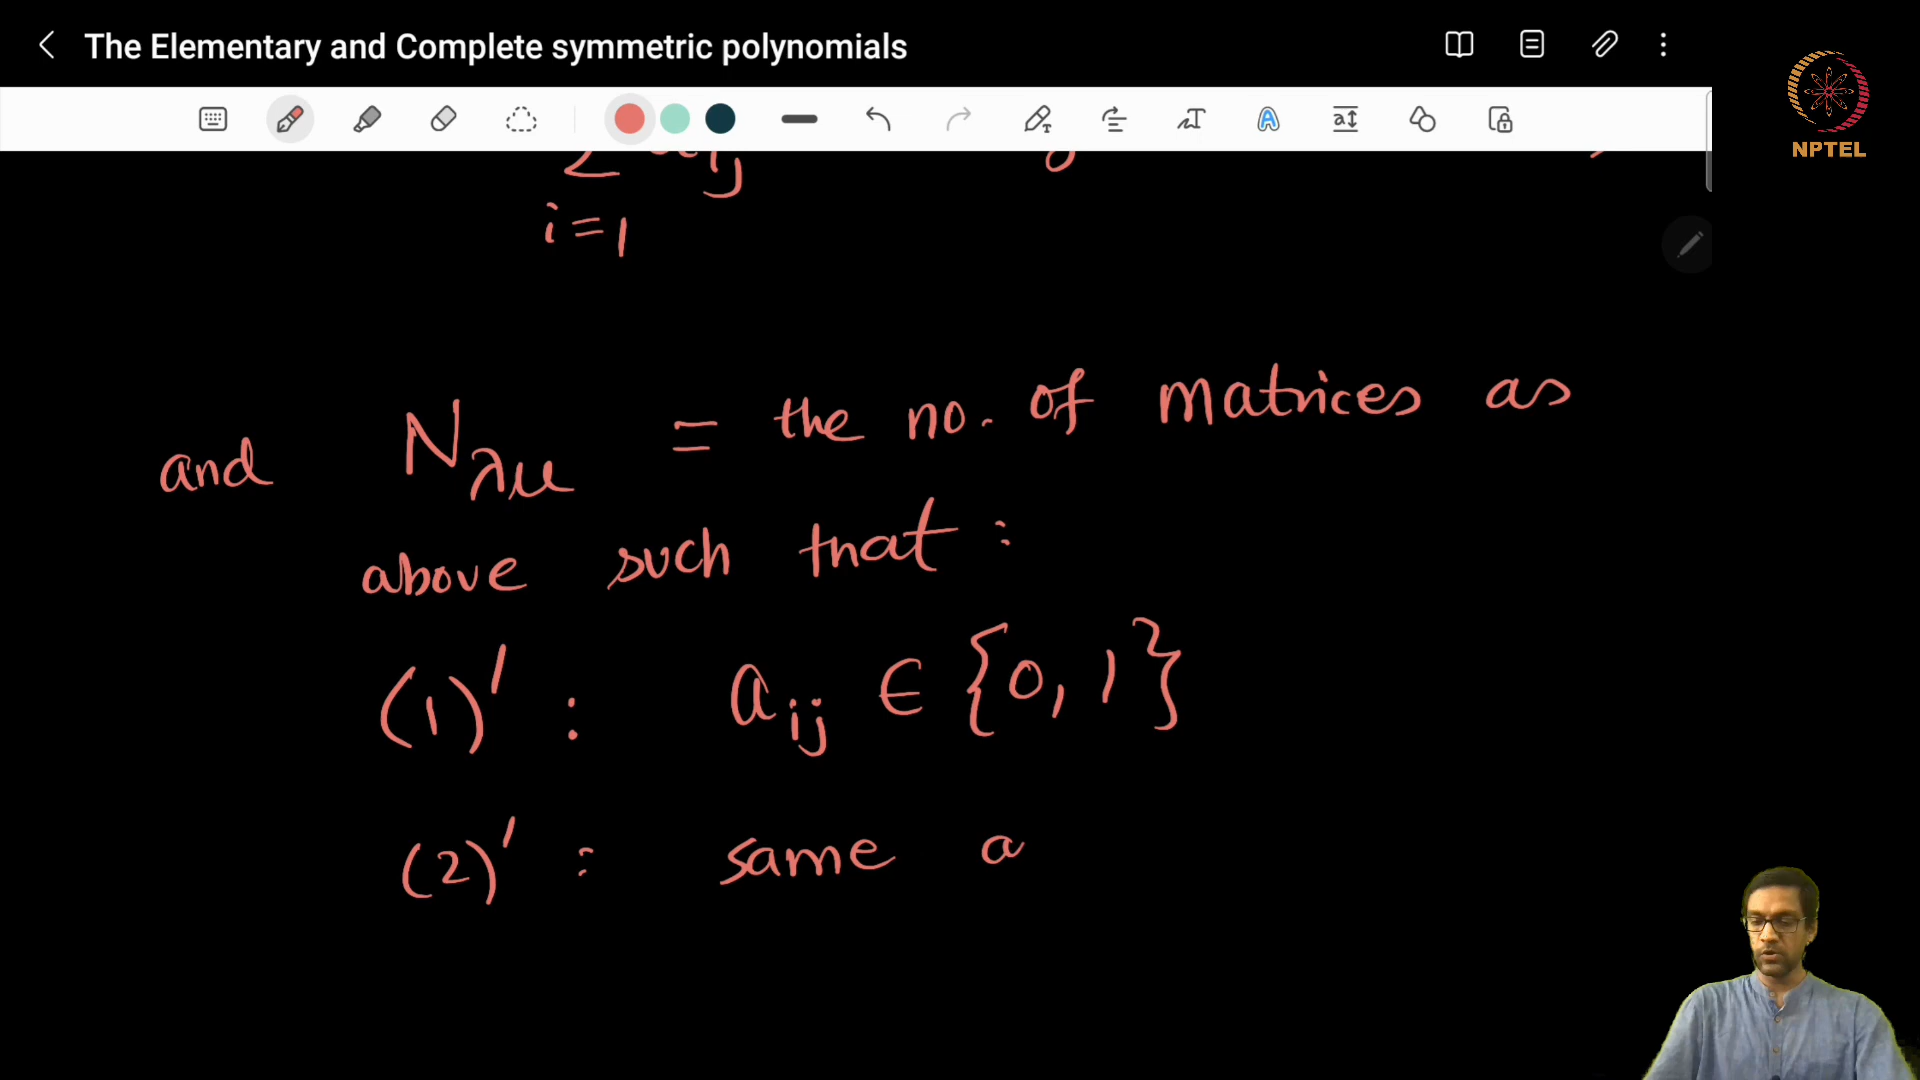 The Elementary and Complete symmetric polynomials
NPTEL
i=1
and N_λμ = the no. of matrices as
above such that :
(1)' : a_ij ∈ {0, 1}
(2)' : same a